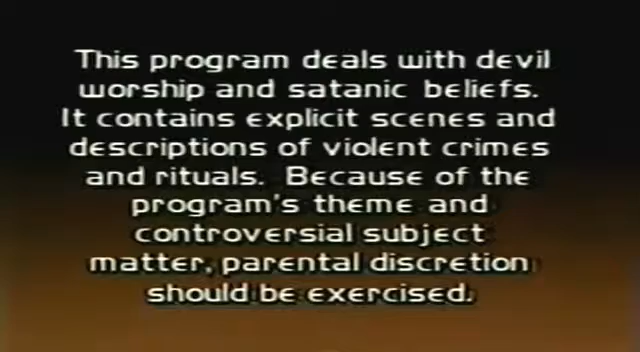 This program deals with devil
worship and satanic beliefs.
It contains explicit scenes and
descriptions of violent crimes
and rituals. Because of the
program's theme and
controversial subject
matter, parental discretion
should be exercised.